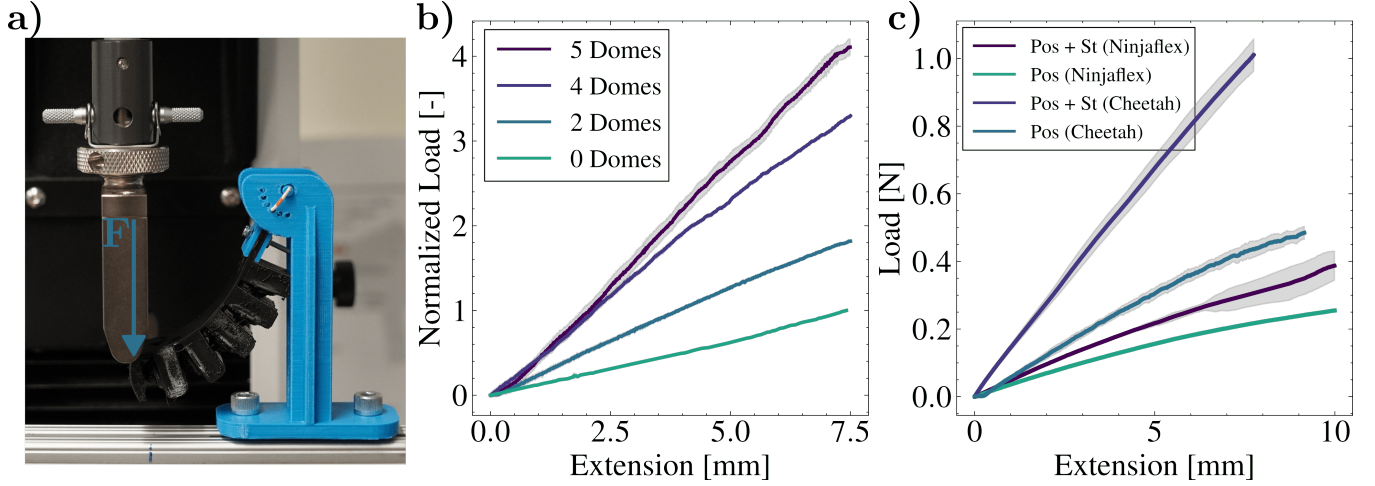 a)
F
b)
Normalized Load [-]
4
3
2
1
0
5 Domes
4 Domes
2 Domes
0 Domes
0.0
2.5
5.0
7.5
Extension [mm]
c)
Load [N]
1.0
0.8
0.6
0.4
0.2
0.0
Pos + St (Ninjaflex)
Pos (Ninjaflex)
Pos + St (Cheetah)
Pos (Cheetah)
0
5
10
Extension [mm]